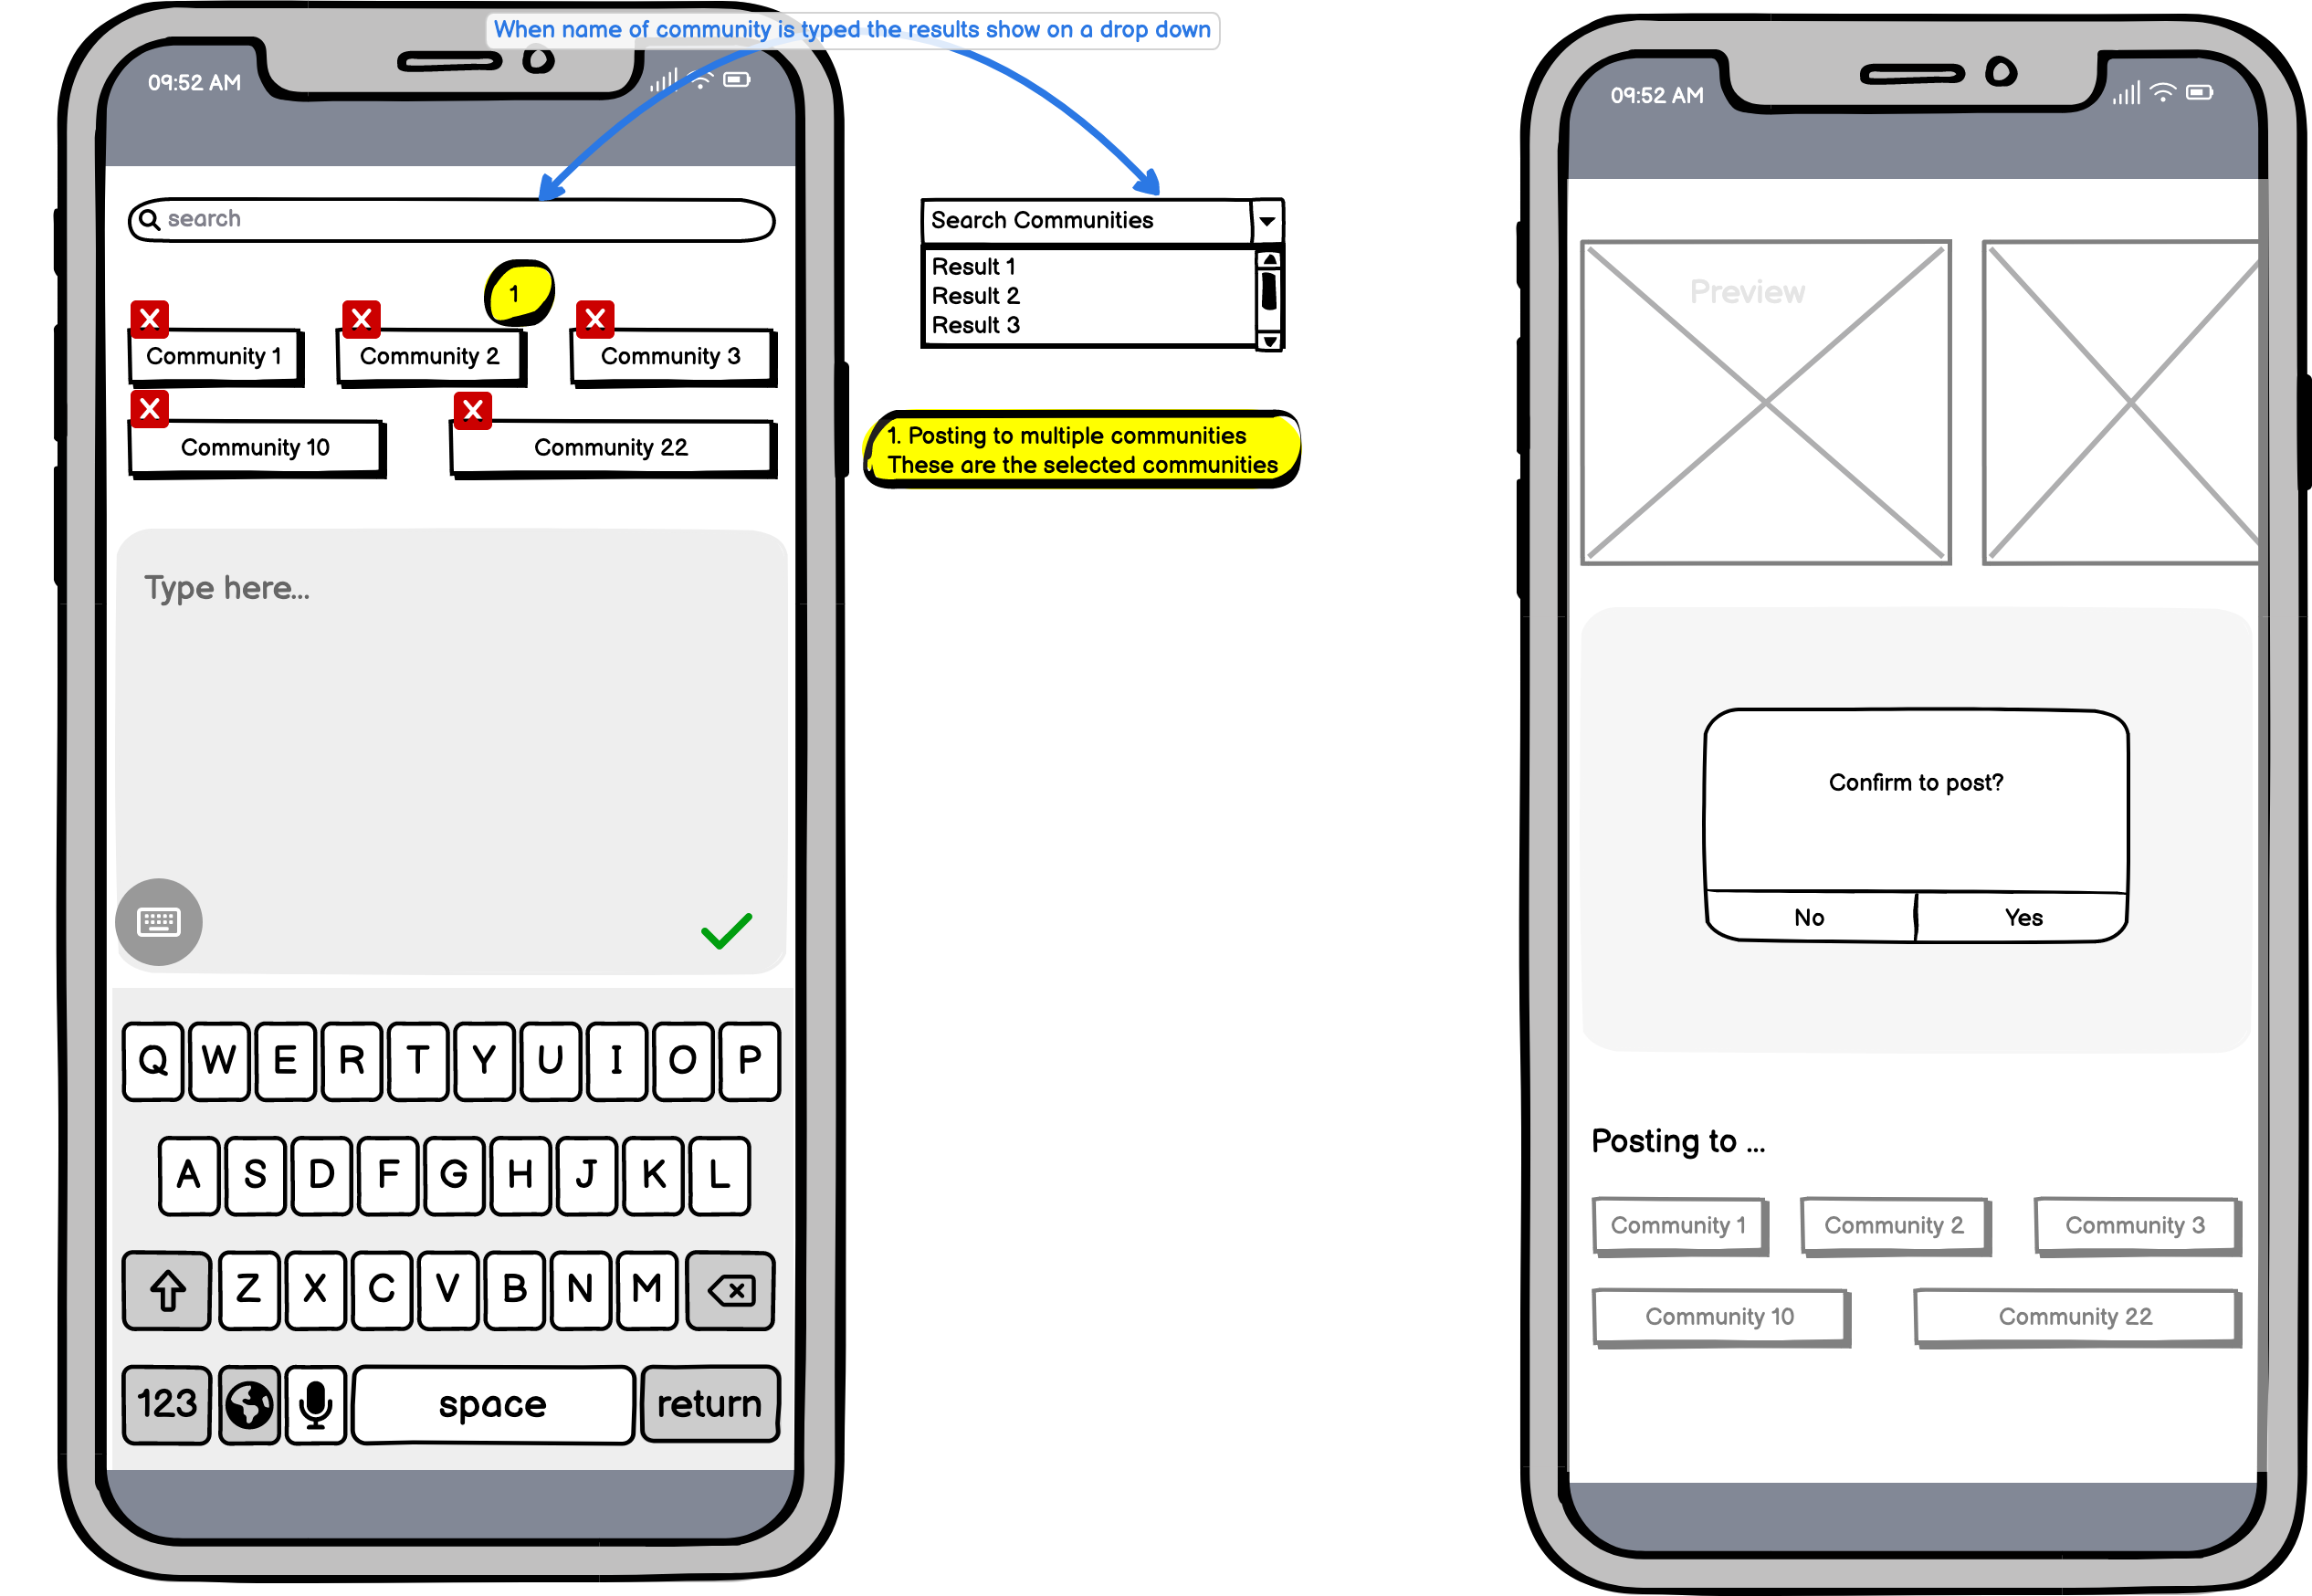 When name of community is typed the results show on a drop down
09:52 AM
search
1
Community 1
Community 2
Community 3
Community 10
Community 22
Type here...
Q W E R T Y U I O P
A S D F G H J K L
Z X C V B N M
123 space return
Search Communities
Result 1
Result 2
Result 3
1. Posting to multiple communities
These are the selected communities
09:52 AM
Preview
Confirm to post?
No
Yes
Posting to ...
Community 1
Community 2
Community 3
Community 10
Community 22